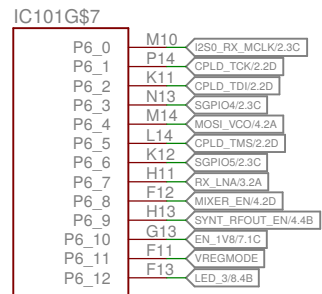 IC101G$7
P6_0 M10 I2S0_RX_MCLK/2.3C
P6_1 P14 CPLD_TCK/2.2D
P6_2 K11 CPLD_TDI/2.2D
P6_3 N13 SGPIO4/2.3C
P6_4 M14 MOSI_VCO/4.2A
P6_5 L14 CPLD_TMS/2.2D
P6_6 K12 SGPIO5/2.3C
P6_7 H11 RX_LNA/3.2A
P6_8 F12 MIXER_EN/4.2D
P6_9 H13 SYNT_RFOUT_EN/4.4B
P6_10 G13 EN_1V8/7.1C
P6_11 F11 VREGMODE
P6_12 F13 LED_3/8.4B